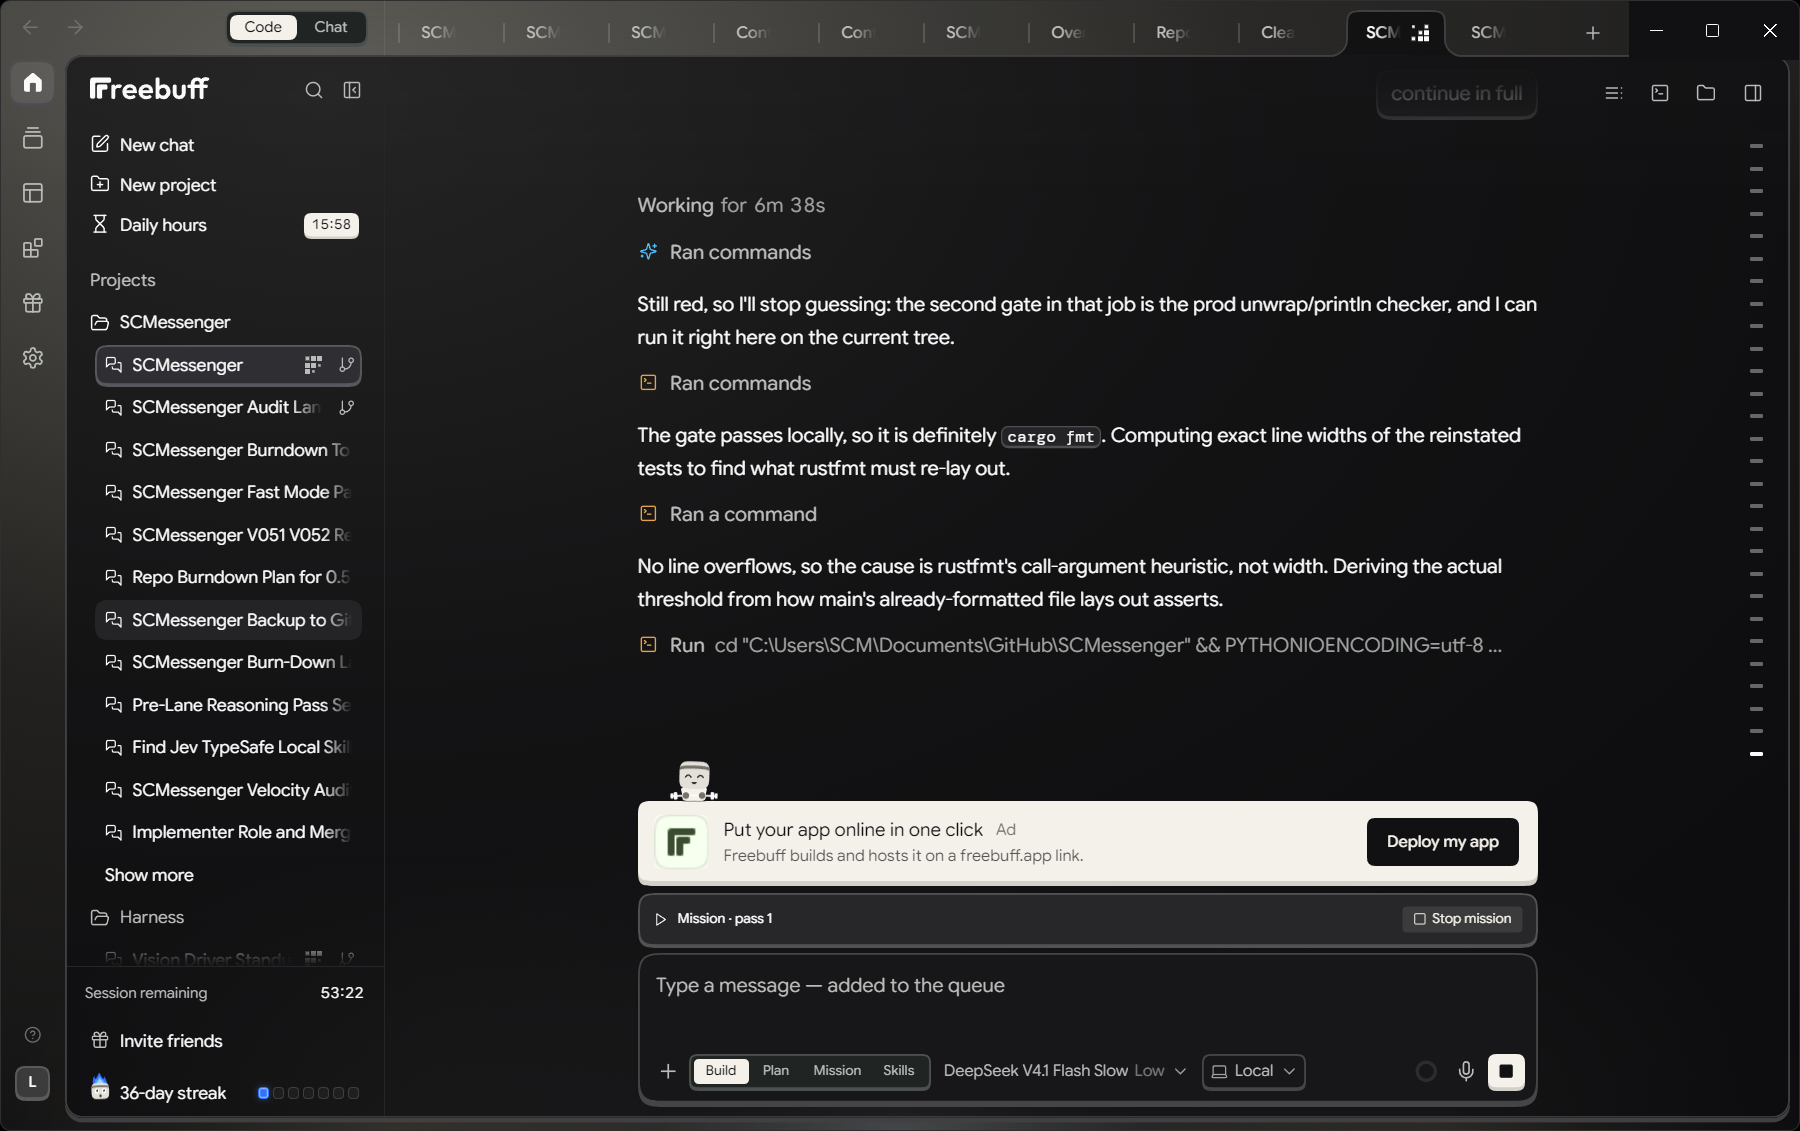 Code
Chat
SCM
SCM
SCM
Con
Con
SCM
Over
Repo
Clea
SCM
SCM
Freebuff
New chat
New project
Daily hours
15:58
Projects
SCMessenger
SCMessenger
SCMessenger Audit Lan
SCMessenger Burndown To
SCMessenger Fast Mode Pa
SCMessenger V051 V052 Re
Repo Burndown Plan for 0.5
SCMessenger Backup to Git
SCMessenger Burn-Down L
Pre-Lane Reasoning Pass Se
Find Jev TypeSafe Local Skil
SCMessenger Velocity Audi
Implementer Role and Merg
Show more
Harness
Vision Driver Standu
Session remaining
53:22
Invite friends
36-day streak
L
continue in full
Working for 6m 38s
Ran commands
Still red, so I'll stop guessing: the second gate in that job is the prod unwrap/println checker, and I can
run it right here on the current tree.
Ran commands
The gate passes locally, so it is definitely cargo fmt. Computing exact line widths of the reinstated
tests to find what rustfmt must re-lay out.
Ran a command
No line overflows, so the cause is rustfmt's call-argument heuristic, not width. Deriving the actual
threshold from how main's already-formatted file lays out asserts.
Run cd "C:\Users\SCM\Documents\GitHub\SCMessenger" && PYTHONIOENCODING=utf-8 ...
Put your app online in one click Ad
Freebuff builds and hosts it on a freebuff.app link.
Deploy my app
Mission · pass 1
Stop mission
Type a message — added to the queue
Build
Plan
Mission
Skills
DeepSeek V4.1 Flash Slow Low
Local